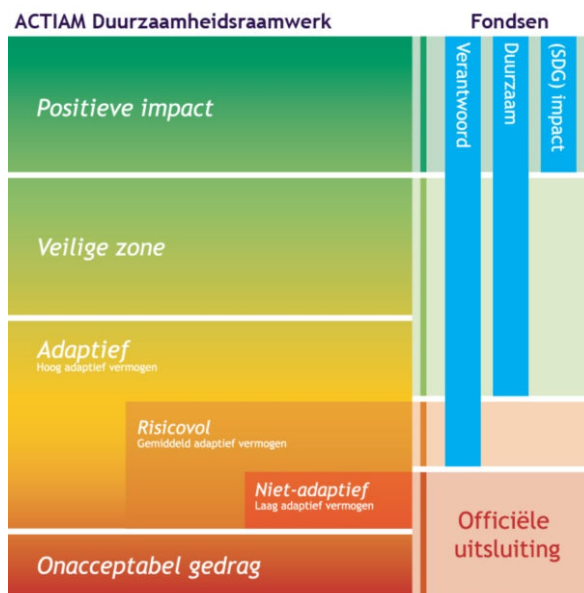 ACTIAM Duurzaamheidsraamwerk
Fondsen
Positieve impact
Veilige zone
Adaptief
Hoog adaptief vermogen
Risicovol
Gemiddeld adaptief vermogen
Niet-adaptief
Laag adaptief vermogen
Onacceptabel gedrag
Verantwoord
Duurzaam
(SDG) impact
Officiële
uitsluiting